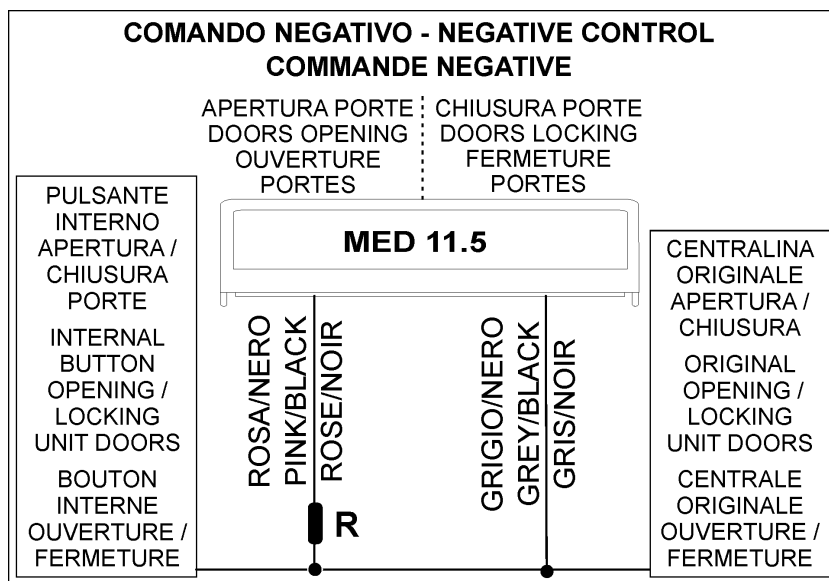 COMANDO NEGATIVO - NEGATIVE CONTROL
COMMANDE NEGATIVE
APERTURA PORTE
DOORS OPENING
OUVERTURE
PORTES
CHIUSURA PORTE
DOORS LOCKING
FERMETURE
PORTES
PULSANTE
INTERNO
APERTURA /
CHIUSURA
PORTE
INTERNAL
BUTTON
OPENING /
LOCKING
UNIT DOORS
BOUTON
INTERNE
OUVERTURE /
FERMETURE
MED 11.5
ROSA/NERO
PINK/BLACK
ROSE/NOIR
R
GRIGIO/NERO
GREY/BLACK
GRIS/NOIR
CENTRALINA
ORIGINALE
APERTURA /
CHIUSURA
ORIGINAL
OPENING /
LOCKING
UNIT DOORS
CENTRALE
ORIGINALE
OUVERTURE /
FERMETURE